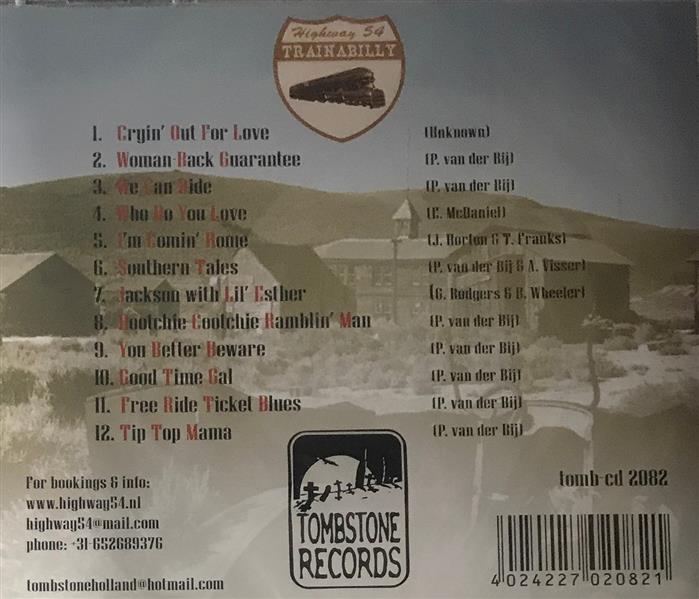 Highway 54
TRAINABILLY
1. Cryin' Out For Love (Unknown)
2. Woman-Back Guarantee (P. van der Bij)
3. We Can Ride (P. van der Bij)
4. Who Do You Love (E. McDaniel)
5. I'm Comin' Home (J. Horton & T. Franks)
6. Southern Tales (P. van der Bij & A. Visser)
7. Jackson with Lil' Esther (G. Rodgers & B. Wheeler)
8. Hootchie Cootchie Ramblin' Man (P. van der Bij)
9. You Better Beware (P. van der Bij)
10. Good Time Gal (P. van der Bij)
11. Free Ride Ticket Blues (P. van der Bij)
12. Tip Top Mama (P. van der Bij)
For bookings & info:
www.highway54.nl
highway54@mail.com
phone: +31-652689376
tombstoneholland@hotmail.com
TOMBSTONE
RECORDS
tomb-cd 2082
4 024227 020821